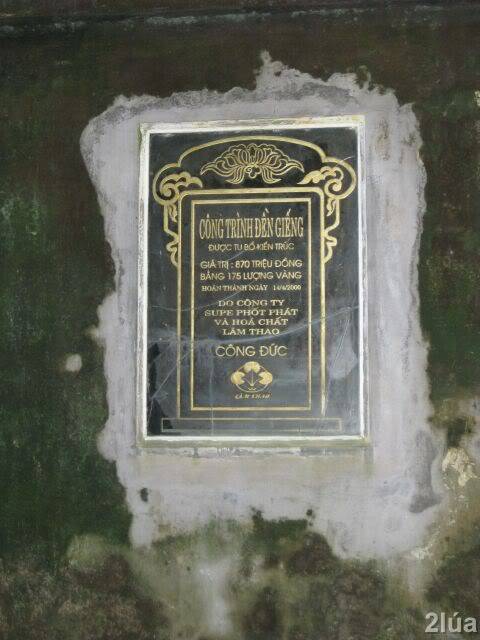 CÔNG TRÌNH ĐỀN GIẾNG
ĐƯỢC TU BỔ KIẾN TRÚC
GIÁ TRỊ : 870 TRIỆU ĐỒNG
BẰNG 175 LƯỢNG VÀNG
HOÀN THÀNH NGÀY 14/4/2000
DO CÔNG TY
SUPE PHỐT PHÁT
VÀ HOÁ CHẤT
LÂM THAO
CÔNG ĐỨC
LÂM THAO
2lúa